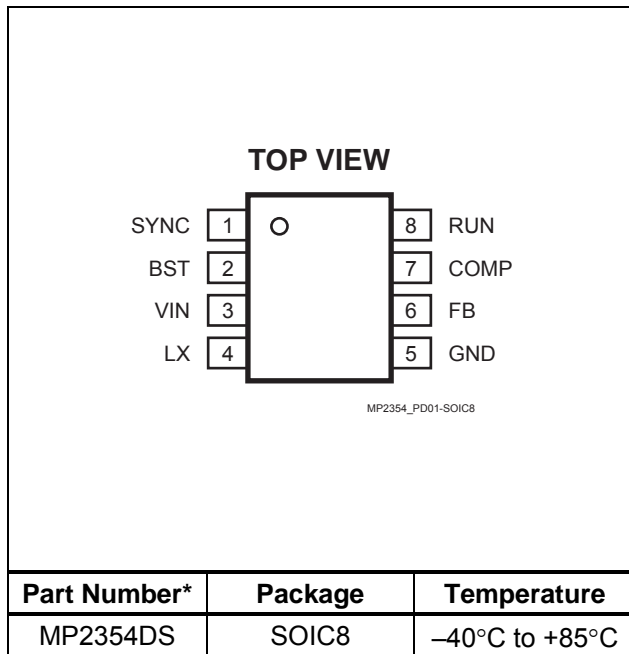 TOP VIEW
SYNC 1 8 RUN
BST 2 7 COMP
VIN 3 6 FB
LX 4 5 GND
MP2354_PD01-SOIC8
Part Number* Package Temperature
MP2354DS SOIC8 –40°C to +85°C